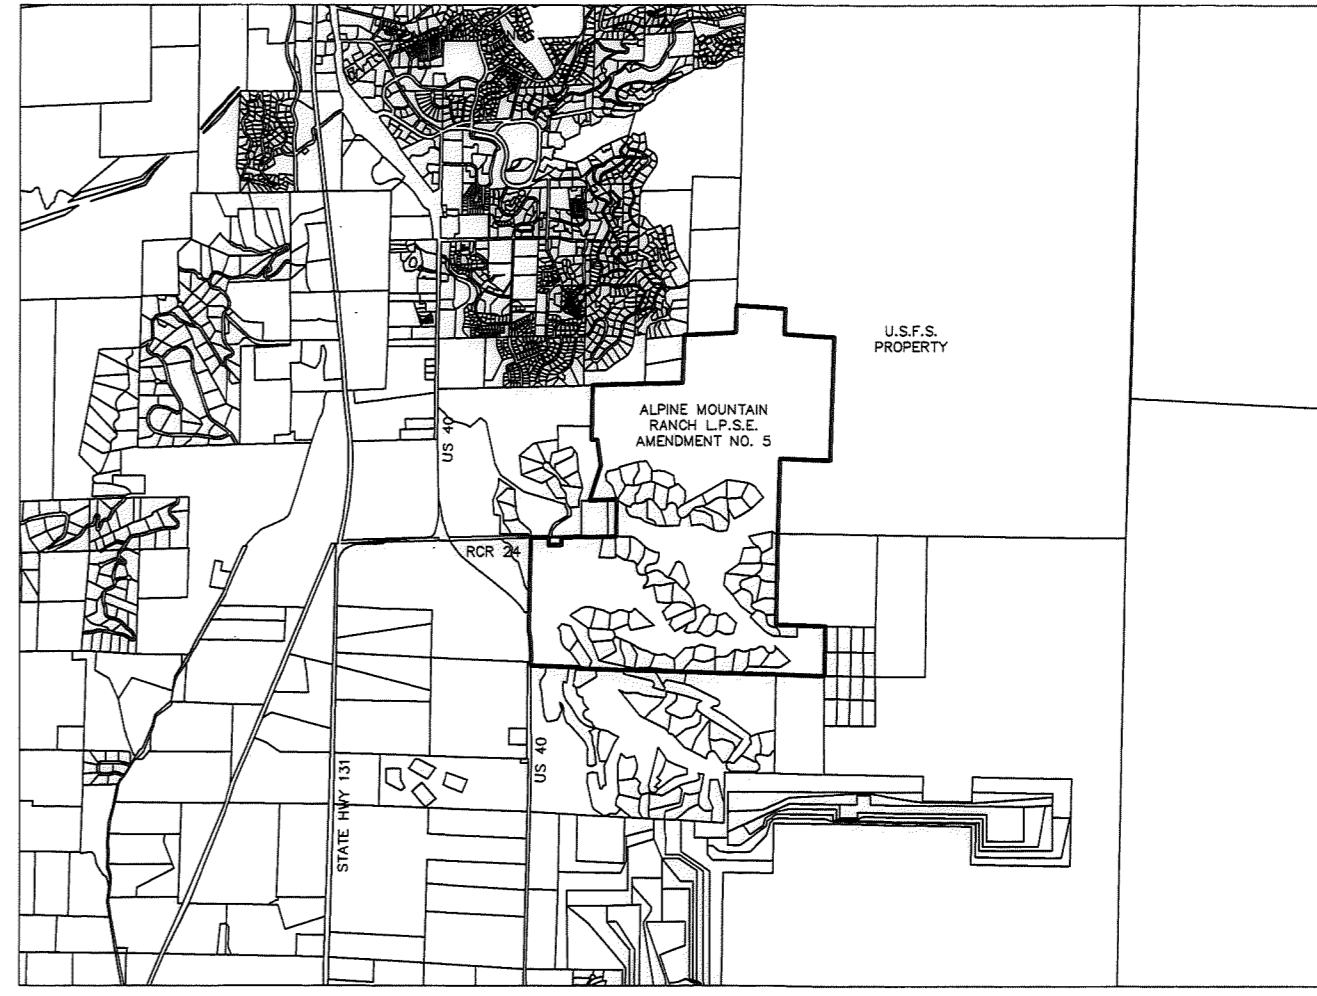 U.S.F.S.
PROPERTY
ALPINE MOUNTAIN
RANCH L.P.S.E.
AMENDMENT NO. 5
US 40
RCR 24
US 40
STATE HWY 131